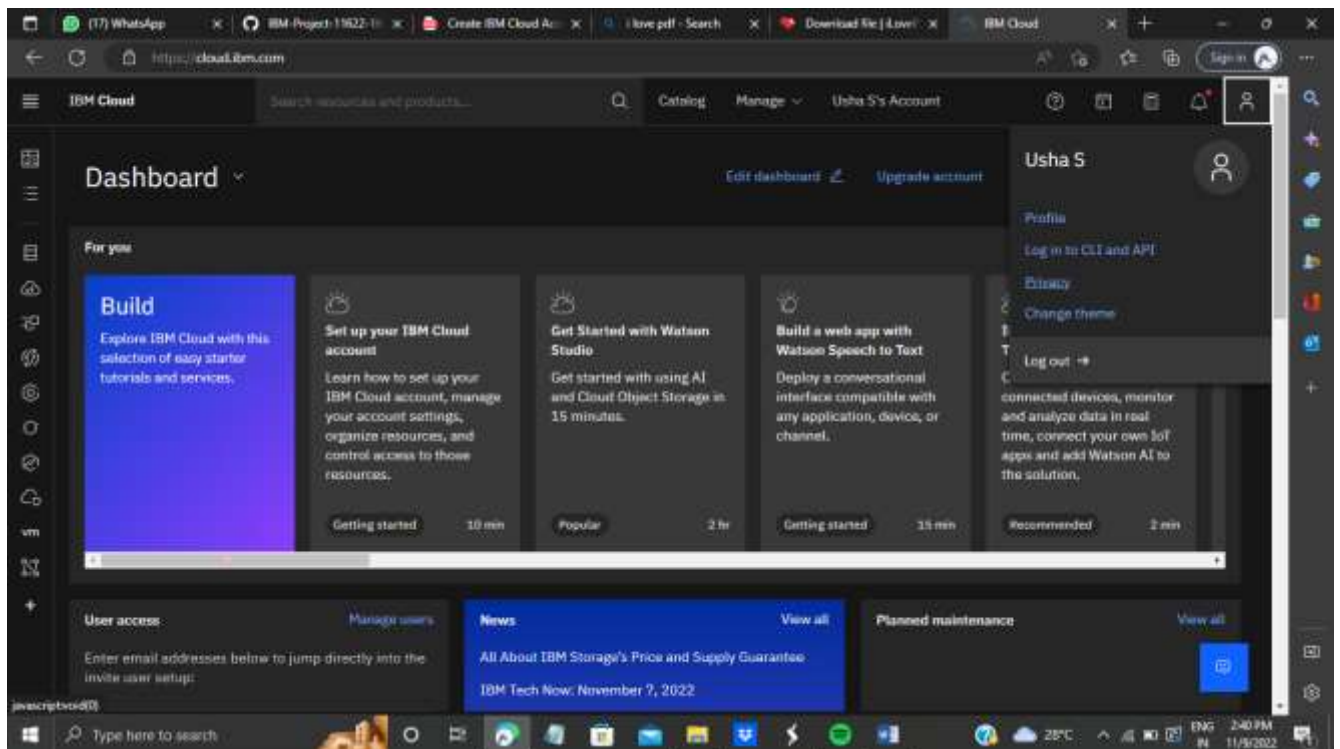 (17) WhatsApp
IBM-Project-11622-1
Create IBM Cloud Ac
i love pdf - Search
Download file | iLove
IBM Cloud
https://cloud.ibm.com
Sign in
IBM Cloud
Search resources and products...
Catalog
Manage
Usha S's Account
Dashboard
Edit dashboard
Upgrade account
Usha S
Profile
Log in to CLI and API
Privacy
Change theme
Log out →
For you
Build
Explore IBM Cloud with this
selection of easy starter
tutorials and services.
Set up your IBM Cloud
account
Learn how to set up your
IBM Cloud account, manage
your account settings,
organize resources, and
control access to those
resources.
Getting started
10 min
Get Started with Watson
Studio
Get started with using AI
and Cloud Object Storage in
15 minutes.
Popular
2 hr
Build a web app with
Watson Speech to Text
Deploy a conversational
interface compatible with
any application, device, or
channel.
Getting started
15 min
connected devices, monitor
and analyze data in real
time, connect your own IoT
apps and add Watson AI to
the solution.
Recommended
2 min
vm
User access
Manage users
Enter email addresses below to jump directly into the
invite user setup:
News
View all
All About IBM Storage's Price and Supply Guarantee
IBM Tech Now: November 7, 2022
Planned maintenance
View all
javascript:void(0)
Type here to search
28°C
ENG
IN
2:40 PM
11/9/2022